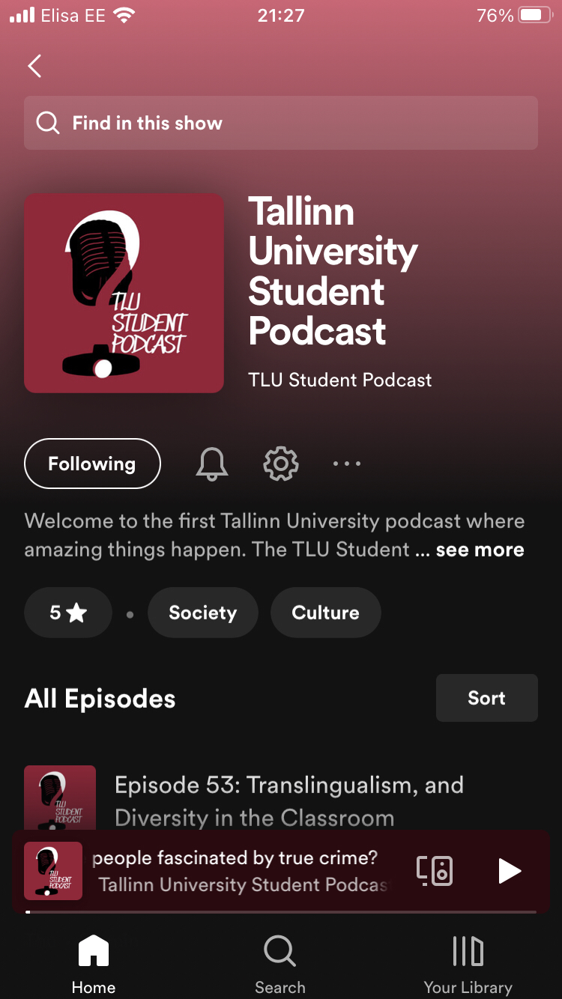 Elisa EE 21:27 76%
Find in this show
TLU
STUDENT
PODCAST
Tallinn
University
Student
Podcast
TLU Student Podcast
Following
Welcome to the first Tallinn University podcast where
amazing things happen. The TLU Student ... see more
5 Society Culture
All Episodes Sort
TLU
STUDENT
PODCAST
Episode 53: Translingualism, and
Diversity in the Classroom
TLU
STUDENT
PODCAST
people fascinated by true crime?
Tallinn University Student Podcas
Home Search Your Library